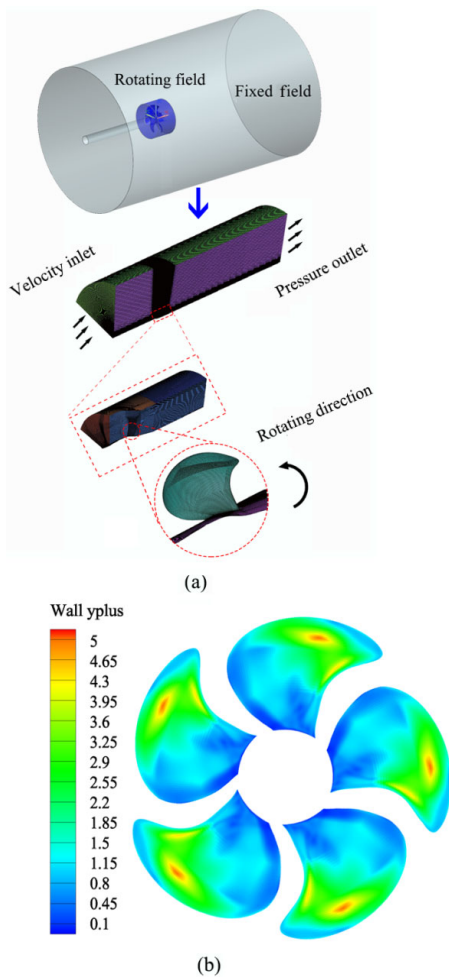 Rotating field
Fixed field
Velocity inlet
Pressure outlet
Rotating direction
(a)
Wall yplus
5
4.65
4.3
3.95
3.6
3.25
2.9
2.55
2.2
1.85
1.5
1.15
0.8
0.45
0.1
(b)